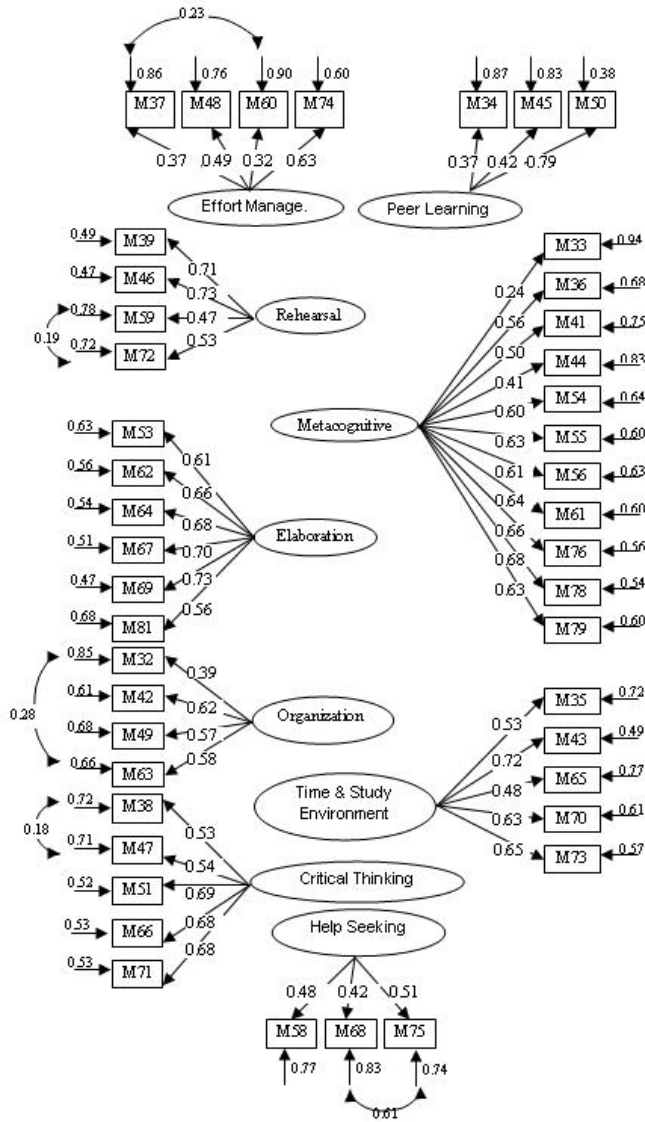 0.23
0.86 0.76 0.90 0.60
M37 M48 M60 M74
0.37 0.49 0.32 0.63
Effort Manage.
0.87 0.83 0.38
M34 M45 M50
0.37 0.42 0.79
Peer Learning
0.49 M39
0.47 M46
0.78 M59
0.72 M72
0.19
0.71
0.73
0.47
0.53
Rehearsal
M33 0.94
M36 0.68
M41 0.75
M44 0.83
M54 0.64
M55 0.60
M56 0.63
M61 0.60
M76 0.56
M78 0.54
M79 0.60
0.24
0.56
0.50
0.41
0.60
0.63
0.61
0.64
0.66
0.68
0.63
Metacognitive
0.63 M53
0.56 M62
0.54 M64
0.51 M67
0.47 M69
0.68 M81
0.61
0.66
0.68
0.70
0.73
0.56
Elaboration
0.85 M32
0.61 M42
0.68 M49
0.66 M63
0.28
0.39
0.62
0.57
0.58
Organization
M35 0.72
M43 0.49
M65 0.77
M70 0.61
M73 0.57
0.53
0.72
0.48
0.63
0.65
Time & Study
Environment
0.72 M38
0.71 M47
0.52 M51
0.53 M66
0.53 M71
0.18
0.53
0.54
0.69
0.68
0.68
Critical Thinking
Help Seeking
0.48 0.42 0.51
M58 M68 M75
0.77 0.83 0.74
0.61